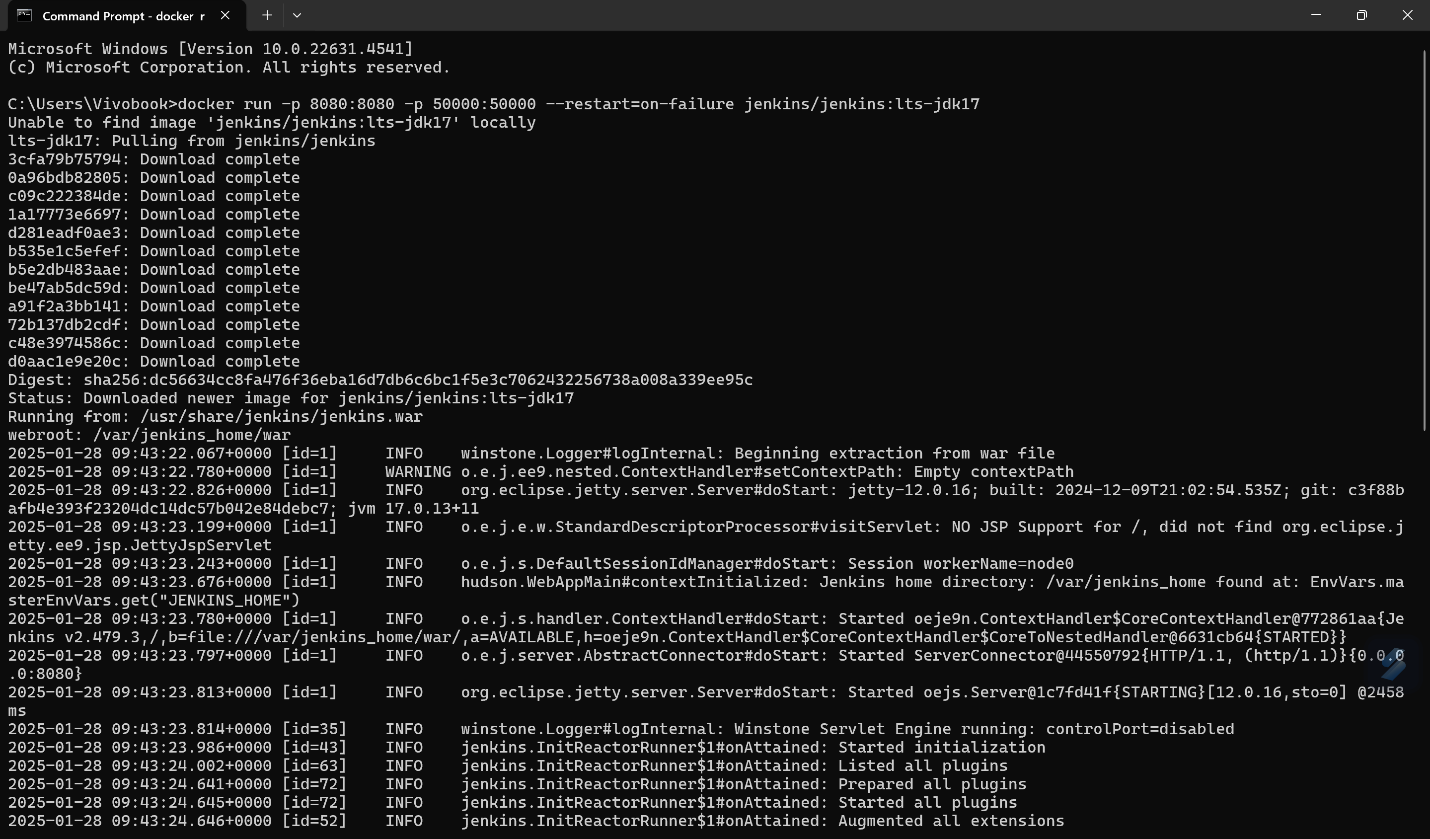 Command Prompt - docker r
Microsoft Windows [Version 10.0.22631.4541]
(c) Microsoft Corporation. All rights reserved.
C:\Users\Vivobook>docker run -p 8080:8080 -p 50000:50000 --restart=on-failure jenkins/jenkins:lts-jdk17
Unable to find image 'jenkins/jenkins:lts-jdk17' locally
lts-jdk17: Pulling from jenkins/jenkins
3cfa79b75794: Download complete
0a96bdb82805: Download complete
c09c222384de: Download complete
1a17773e6697: Download complete
d281eadf0ae3: Download complete
b535e1c5efef: Download complete
b5e2db483aae: Download complete
be47ab5dc59d: Download complete
a91f2a3bb141: Download complete
72b137db2cdf: Download complete
c48e3974586c: Download complete
d0aac1e9e20c: Download complete
Digest: sha256:dc56634cc8fa476f36eba16d7db6c6bc1f5e3c7062432256738a008a339ee95c
Status: Downloaded newer image for jenkins/jenkins:lts-jdk17
Running from: /usr/share/jenkins/jenkins.war
webroot: /var/jenkins_home/war
2025-01-28 09:43:22.067+0000 [id=1]     INFO    winstone.Logger#logInternal: Beginning extraction from war file
2025-01-28 09:43:22.780+0000 [id=1]     WARNING o.e.j.ee9.nested.ContextHandler#setContextPath: Empty contextPath
2025-01-28 09:43:22.826+0000 [id=1]     INFO    org.eclipse.jetty.server.Server#doStart: jetty-12.0.16; built: 2024-12-09T21:02:54.535Z; git: c3f88b
afb4e393f23204dc14dc57b042e84debc7; jvm 17.0.13+11
2025-01-28 09:43:23.199+0000 [id=1]     INFO    o.e.j.e.w.StandardDescriptorProcessor#visitServlet: NO JSP Support for /, did not find org.eclipse.j
etty.ee9.jsp.JettyJspServlet
2025-01-28 09:43:23.243+0000 [id=1]     INFO    o.e.j.s.DefaultSessionIdManager#doStart: Session workerName=node0
2025-01-28 09:43:23.676+0000 [id=1]     INFO    hudson.WebAppMain#contextInitialized: Jenkins home directory: /var/jenkins_home found at: EnvVars.ma
sterEnvVars.get("JENKINS_HOME")
2025-01-28 09:43:23.780+0000 [id=1]     INFO    o.e.j.s.handler.ContextHandler#doStart: Started oeje9n.ContextHandler$CoreContextHandler@772861aa{Je
nkins v2.479.3,/,b=file:///var/jenkins_home/war/,a=AVAILABLE,h=oeje9n.ContextHandler$CoreContextHandler$CoreToNestedHandler@6631cb64{STARTED}}
2025-01-28 09:43:23.797+0000 [id=1]     INFO    o.e.j.server.AbstractConnector#doStart: Started ServerConnector@44550792{HTTP/1.1, (http/1.1)}{0.0.0
.0:8080}
2025-01-28 09:43:23.813+0000 [id=1]     INFO    org.eclipse.jetty.server.Server#doStart: Started oejs.Server@1c7fd41f{STARTING}[12.0.16,sto=0] @2458
ms
2025-01-28 09:43:23.814+0000 [id=35]    INFO    winstone.Logger#logInternal: Winstone Servlet Engine running: controlPort=disabled
2025-01-28 09:43:23.986+0000 [id=43]    INFO    jenkins.InitReactorRunner$1#onAttained: Started initialization
2025-01-28 09:43:24.002+0000 [id=63]    INFO    jenkins.InitReactorRunner$1#onAttained: Listed all plugins
2025-01-28 09:43:24.641+0000 [id=72]    INFO    jenkins.InitReactorRunner$1#onAttained: Prepared all plugins
2025-01-28 09:43:24.645+0000 [id=72]    INFO    jenkins.InitReactorRunner$1#onAttained: Started all plugins
2025-01-28 09:43:24.646+0000 [id=52]    INFO    jenkins.InitReactorRunner$1#onAttained: Augmented all extensions